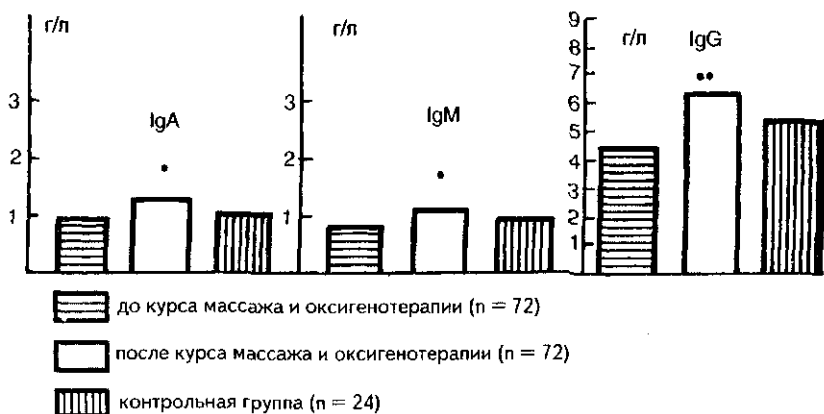 г/л
3
2
1
IgA
г/л
3
2
1
IgM
9
8
7
6
5
4
3
2
1
г/л IgG
до курса массажа и оксигенотерапии (n = 72)
после курса массажа и оксигенотерапии (n = 72)
контрольная группа (n = 24)